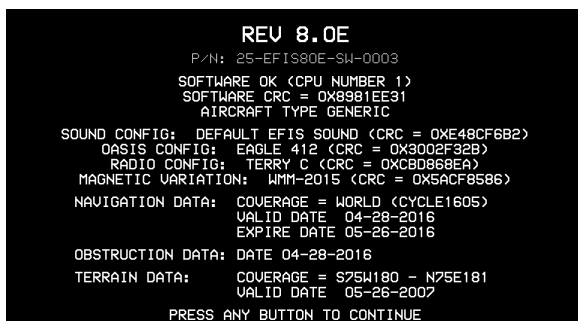 REV 8.0E
P/N: 25-EFIS80E-SW-0003
SOFTWARE OK (CPU NUMBER 1)
SOFTWARE CRC = 0X8981EE31
AIRCRAFT TYPE GENERIC
SOUND CONFIG: DEFAULT EFIS SOUND (CRC = 0XE48CF6B2)
OASIS CONFIG: EAGLE 412 (CRC = 0X3002F32B)
RADIO CONFIG: TERRY C (CRC = 0XCBD868EA)
MAGNETIC VARIATION: WMM-2015 (CRC = 0X5ACF8586)
NAVIGATION DATA: COVERAGE = WORLD (CYCLE1605)
VALID DATE 04-28-2016
EXPIRE DATE 05-26-2016
OBSTRUCTION DATA: DATE 04-28-2016
TERRAIN DATA: COVERAGE = S75W180 - N75E181
VALID DATE 05-26-2007
PRESS ANY BUTTON TO CONTINUE